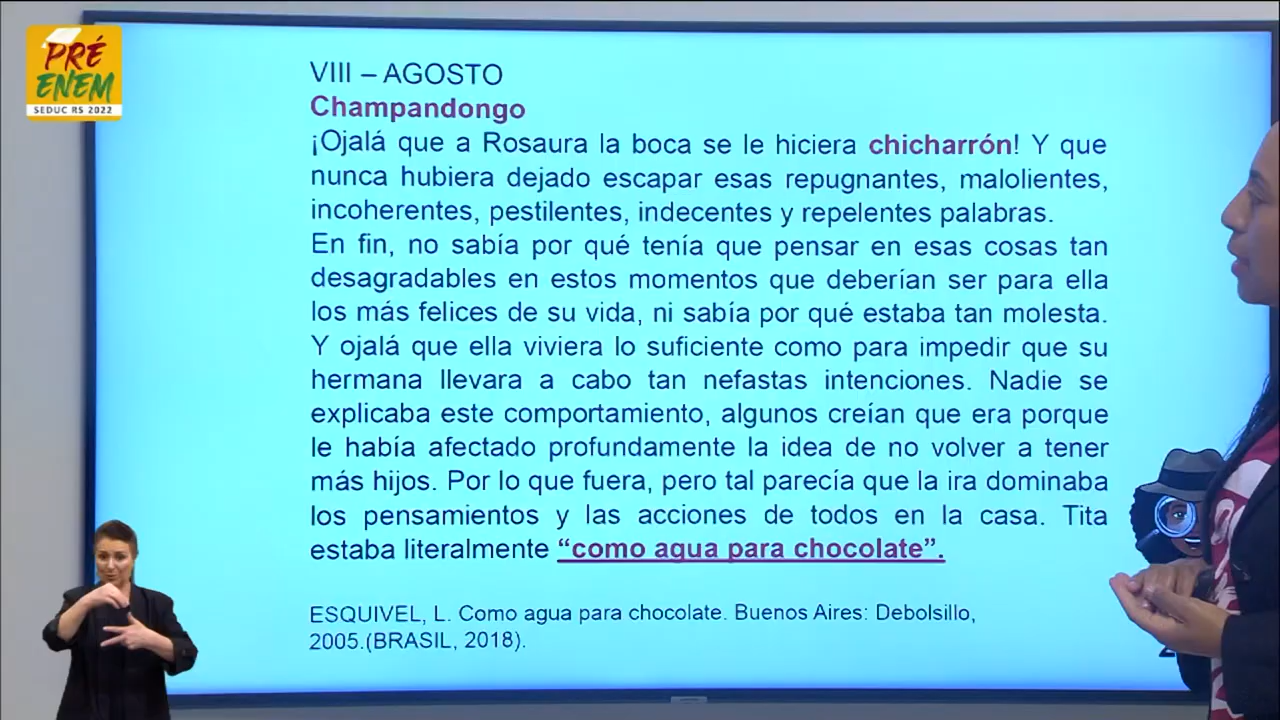 PRÉ
ENEM
SEDUC RS 2022
VIII – AGOSTO
Champandongo
¡Ojalá que a Rosaura la boca se le hiciera chicharrón! Y que
nunca hubiera dejado escapar esas repugnantes, malolientes,
incoherentes, pestilentes, indecentes y repelentes palabras.
En fin, no sabía por qué tenía que pensar en esas cosas tan
desagradables en estos momentos que deberían ser para ella
los más felices de su vida, ni sabía por qué estaba tan molesta.
Y ojalá que ella viviera lo suficiente como para impedir que su
hermana llevara a cabo tan nefastas intenciones. Nadie se
explicaba este comportamiento, algunos creían que era porque
le había afectado profundamente la idea de no volver a tener
más hijos. Por lo que fuera, pero tal parecía que la ira dominaba
los pensamientos y las acciones de todos en la casa. Tita
estaba literalmente “como agua para chocolate”.
ESQUIVEL, L. Como agua para chocolate. Buenos Aires: Debolsillo,
2005.(BRASIL, 2018).